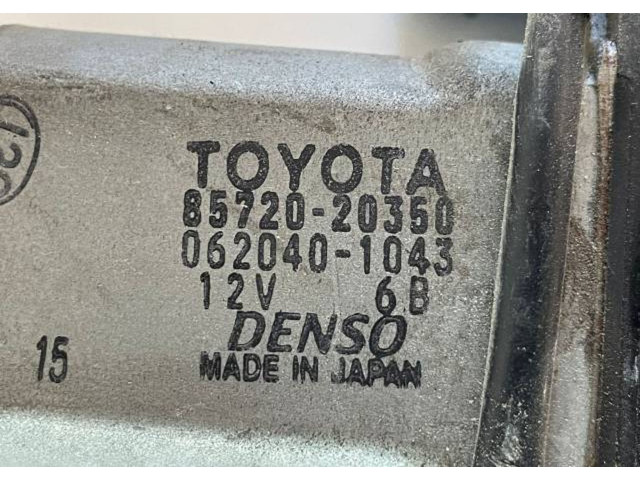 TOYOTA
85720-20350
062040-1043
12V 6B
DENSO
15
MADE IN JAPAN